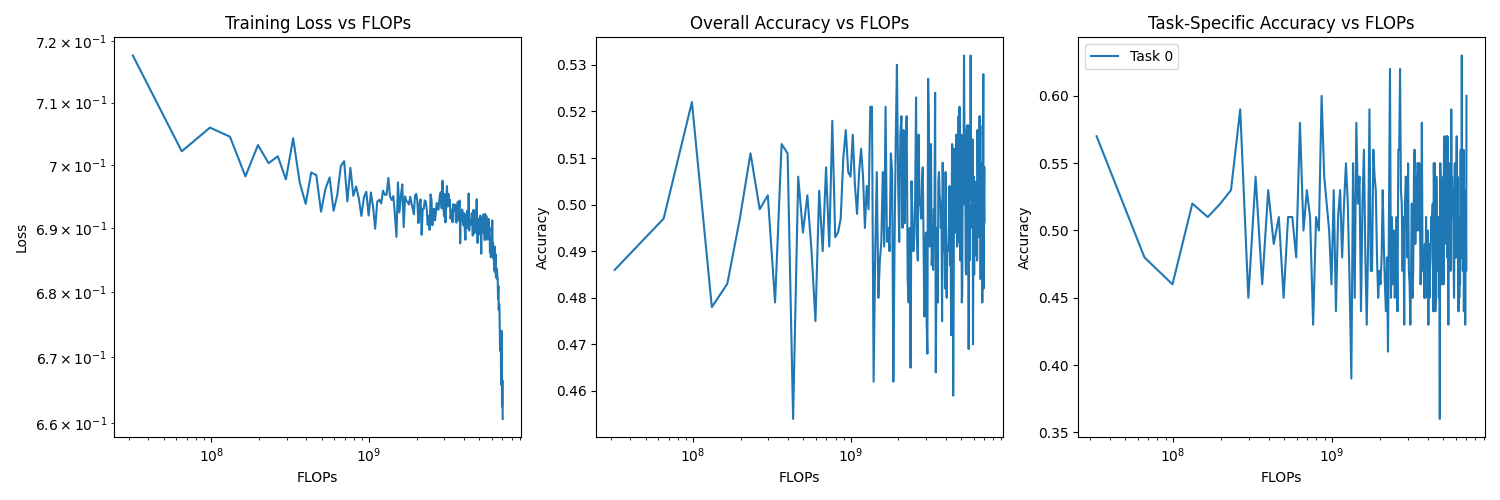 Training Loss vs FLOPs
7.2 × 10⁻¹
7.1 × 10⁻¹
7 × 10⁻¹
6.9 × 10⁻¹
6.8 × 10⁻¹
6.7 × 10⁻¹
6.6 × 10⁻¹
Loss
10⁸ 10⁹
FLOPs
Overall Accuracy vs FLOPs
0.53
0.52
0.51
0.50
0.49
0.48
0.47
0.46
Accuracy
10⁸ 10⁹
FLOPs
Task-Specific Accuracy vs FLOPs
Task 0
0.60
0.55
0.50
0.45
0.40
0.35
Accuracy
10⁸ 10⁹
FLOPs